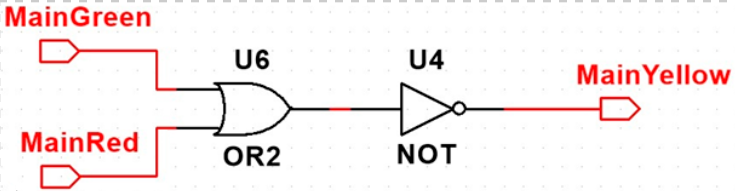 MainGreen
U6
U4
MainYellow
MainRed
OR2
NOT